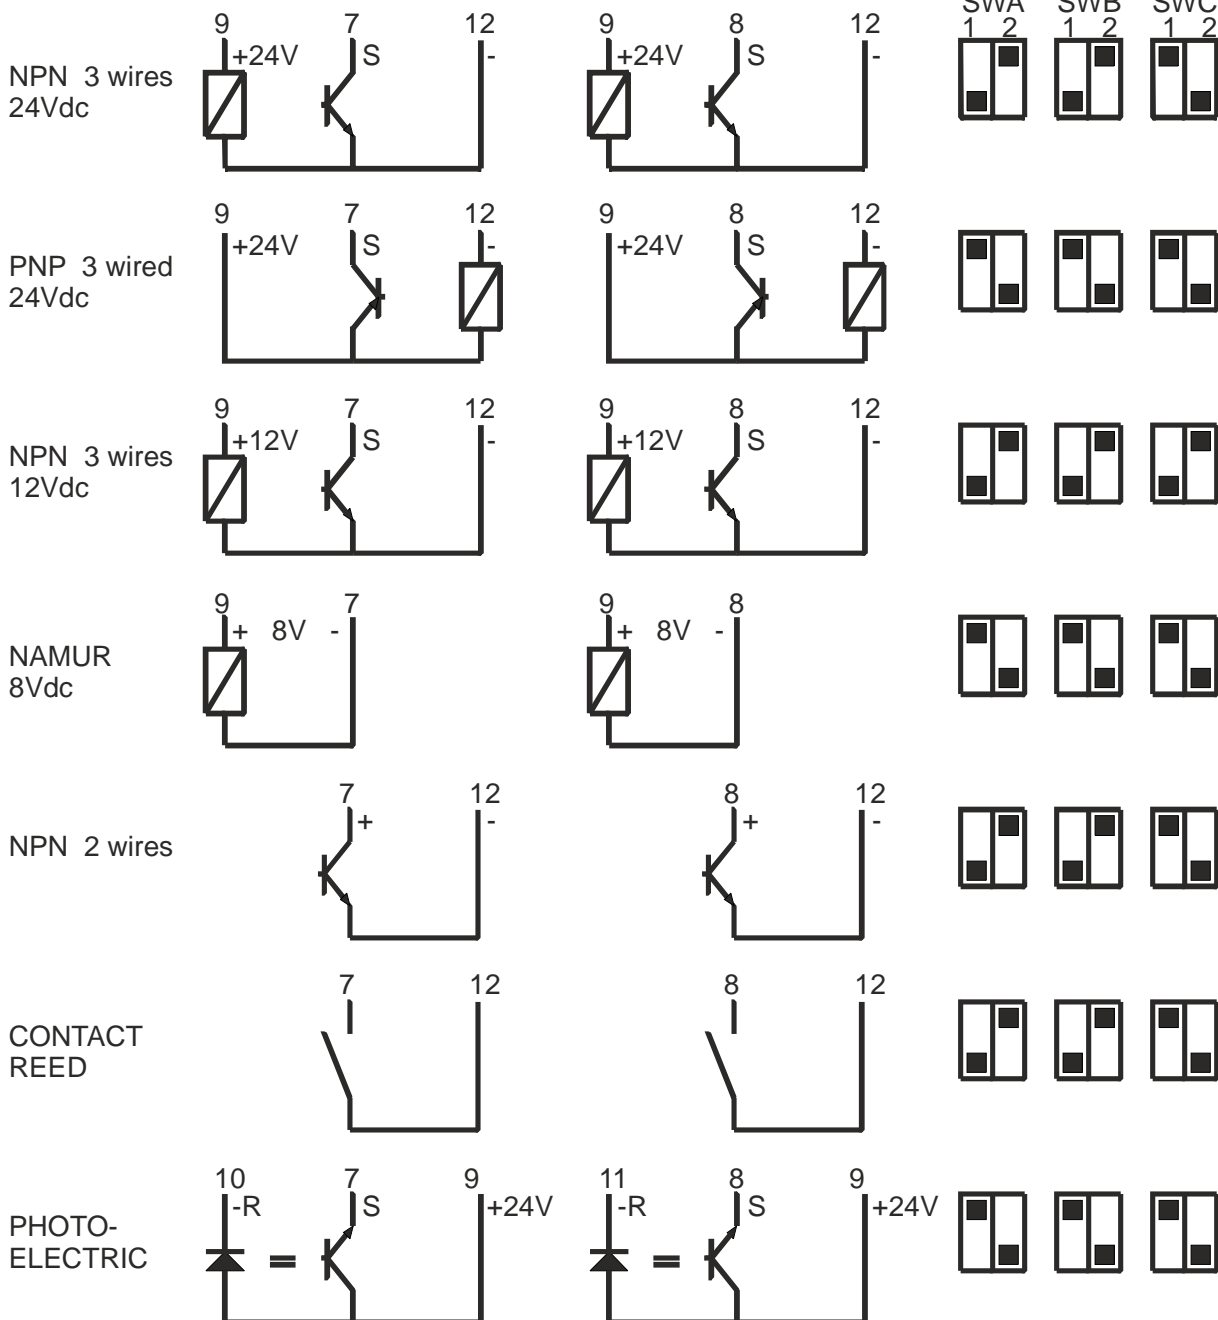 SWA SWB SWC
9 7 12 9 8 12 1 2 1 2 1 2
+24V S - +24V S -
NPN 3 wires
24Vdc
9 7 12 9 8 12
+24V S - +24V S -
PNP 3 wired
24Vdc
9 7 12 9 8 12
+12V S - +12V S -
NPN 3 wires
12Vdc
9 7 9 8
+ 8V - + 8V -
NAMUR
8Vdc
7 12 8 12
+ - + -
NPN 2 wires
7 12 8 12
CONTACT
REED
10 7 9 11 8 9
-R S +24V -R S +24V
PHOTO-
ELECTRIC